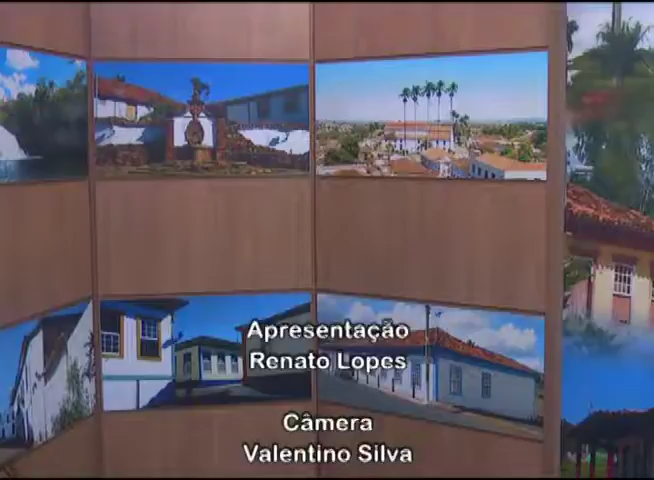 Apresentação
Renato Lopes
Câmera
Valentino Silva